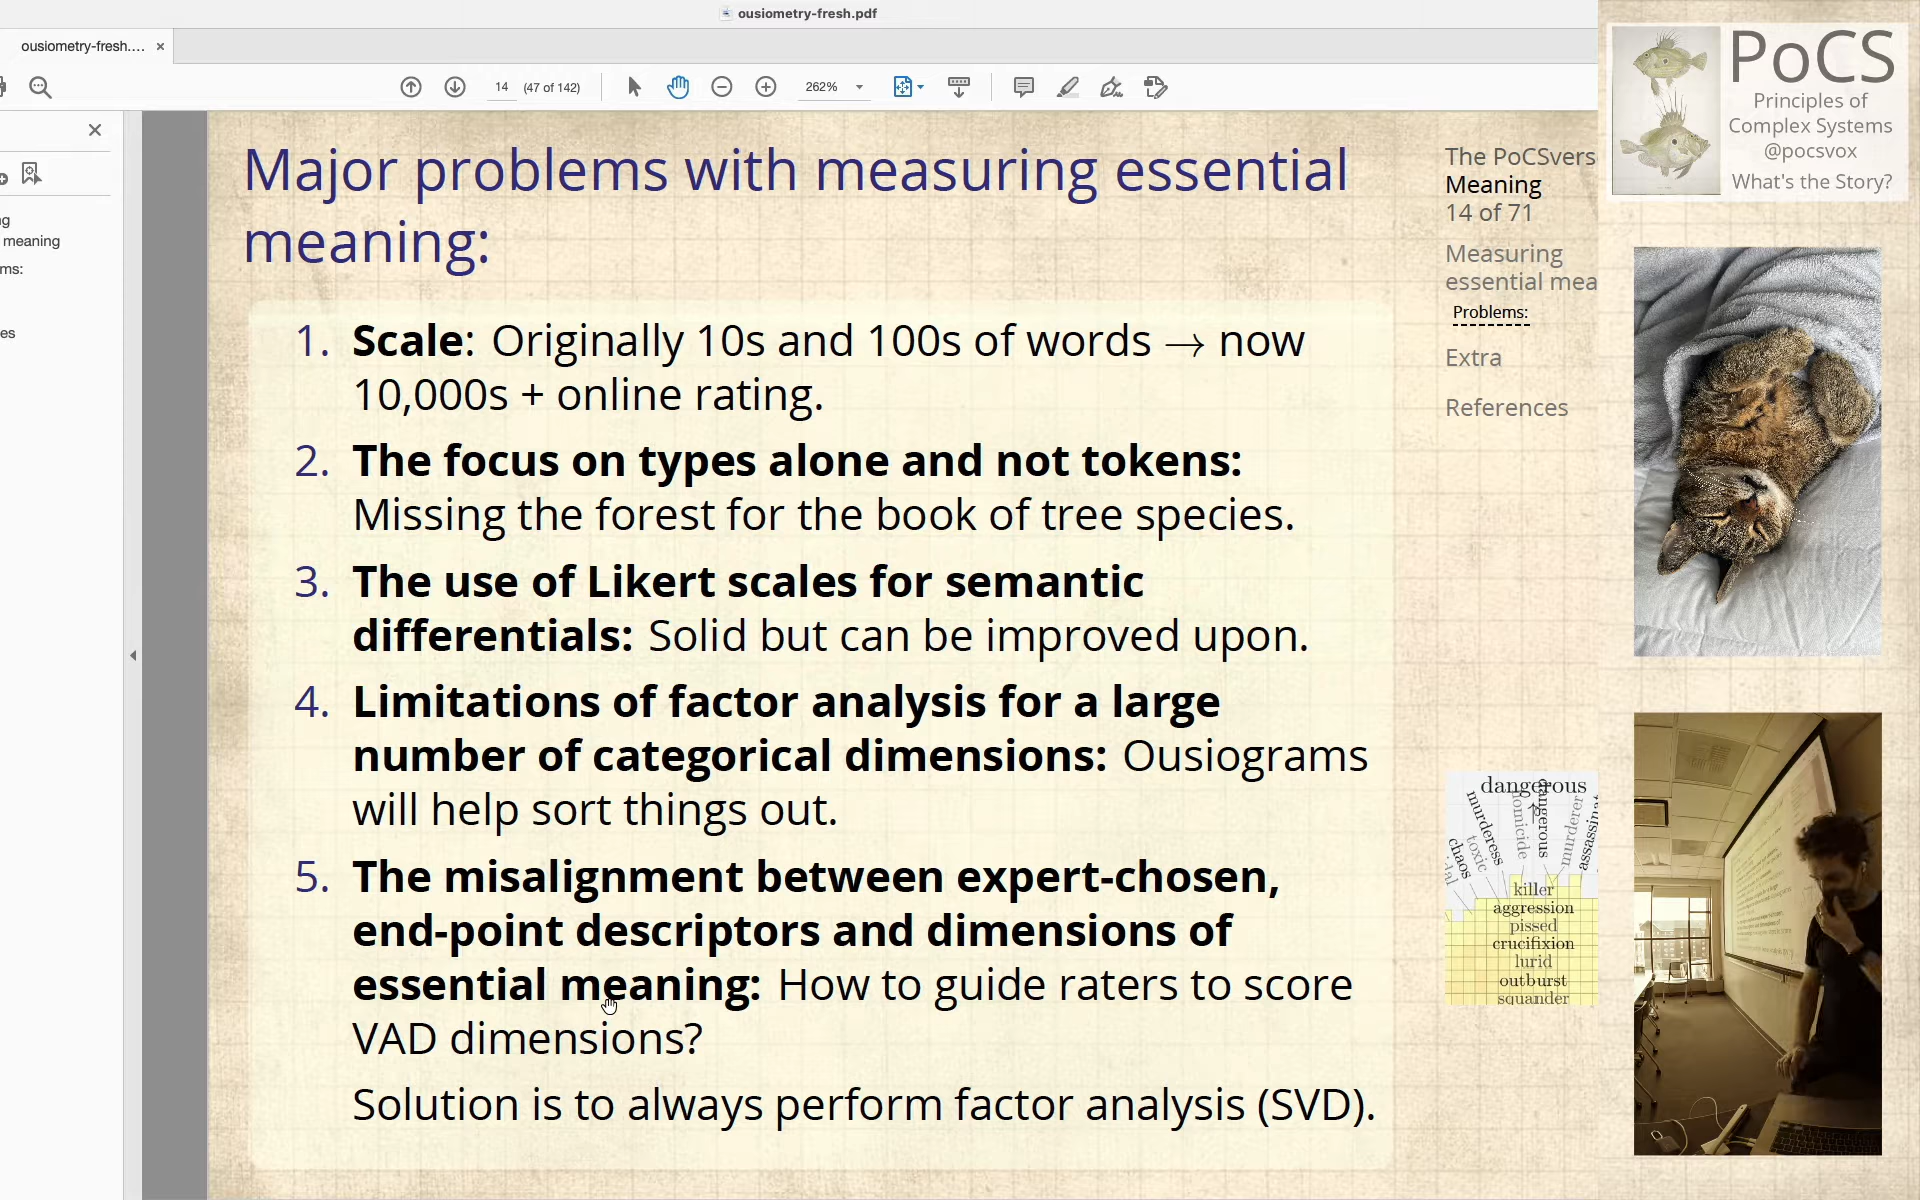 ousiometry-fresh.pdf
ousiometry-fresh.... ×
14 (47 of 142) 262%
ng
meaning
ms:
es
Major problems with measuring essential
meaning:
1. Scale: Originally 10s and 100s of words → now
10,000s + online rating.
2. The focus on types alone and not tokens:
Missing the forest for the book of tree species.
3. The use of Likert scales for semantic
differentials: Solid but can be improved upon.
4. Limitations of factor analysis for a large
number of categorical dimensions: Ousiograms
will help sort things out.
5. The misalignment between expert-chosen,
end-point descriptors and dimensions of
essential meaning: How to guide raters to score
VAD dimensions?
Solution is to always perform factor analysis (SVD).
The PoCSvers
Meaning
14 of 71
Measuring
essential mea
Problems:
Extra
References
dangerous
murderess
toxic
chaos
homicide
dangerous
murderer
assassinat
killer
aggression
pissed
crucifixion
lurid
outburst
squander
PoCS
Principles of
Complex Systems
@pocsvox
What's the Story?